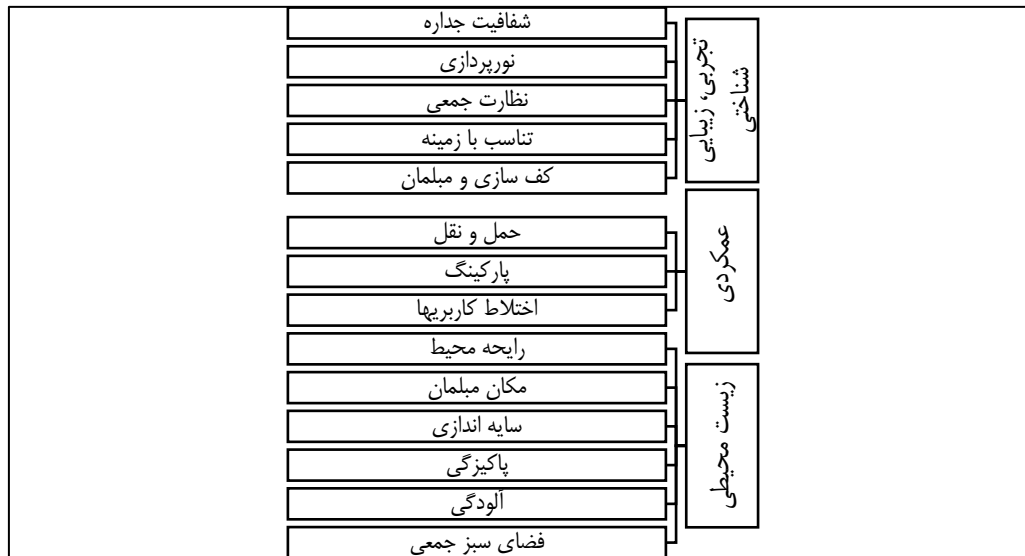 تجربی، زیبایی
شناختی
شفافیت جداره
نورپردازی
نظارت جمعی
تناسب با زمینه
کف سازی و مبلمان
عمکردی
حمل و نقل
پارکینگ
اختلاط کاربریها
زیست محیطی
رایحه محیط
مکان مبلمان
سایه اندازی
پاکیزگی
آلودگی
فضای سبز جمعی